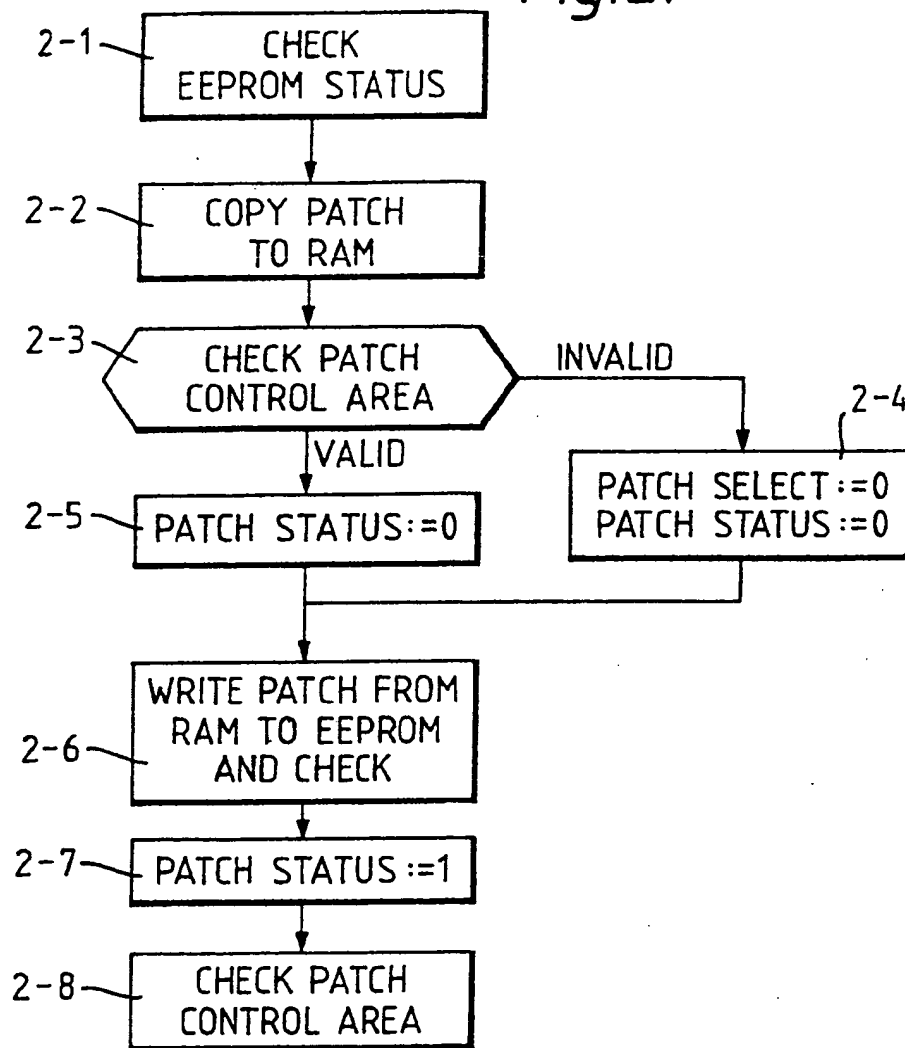 2-1
CHECK
EEPROM STATUS
2-2
COPY PATCH
TO RAM
2-3
CHECK PATCH
CONTROL AREA
INVALID
VALID
2-4
PATCH SELECT:=0
PATCH STATUS:=0
2-5
PATCH STATUS:=0
2-6
WRITE PATCH FROM
RAM TO EEPROM
AND CHECK
2-7
PATCH STATUS:=1
2-8
CHECK PATCH
CONTROL AREA